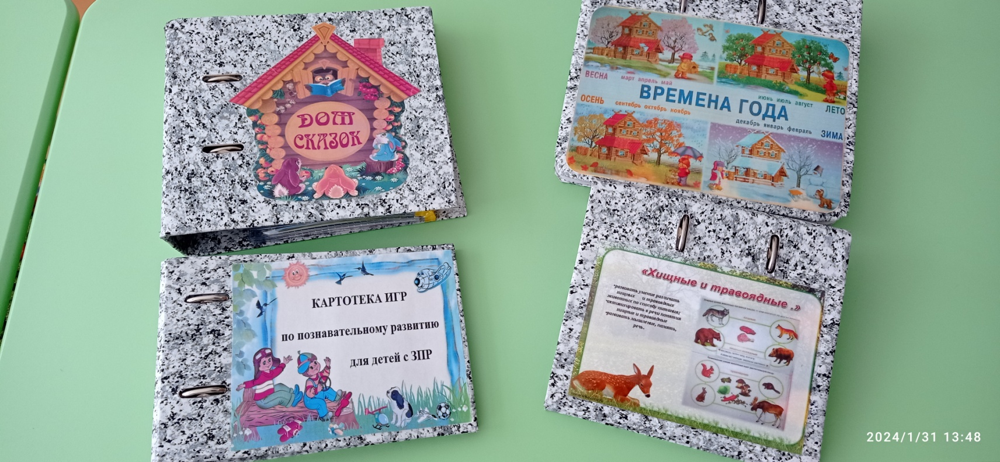 ДОМ
СКАЗОК
ВЕСНА март апрель май
ВРЕМЕНА ГОДА
июнь июль август ЛЕТО
ОСЕНЬ сентябрь октябрь ноябрь
декабрь январь февраль ЗИМА
КАРТОТЕКА ИГР
по познавательному развитию
для детей с ЗПР
«Хищные и травоядные .»
*развивать умение различать
хищных и травоядных
животных по способу питания;
*активизировать в речи понятия
хищные и травоядные
*развивать мышление, память,
речь.
2024/1/31 13:48